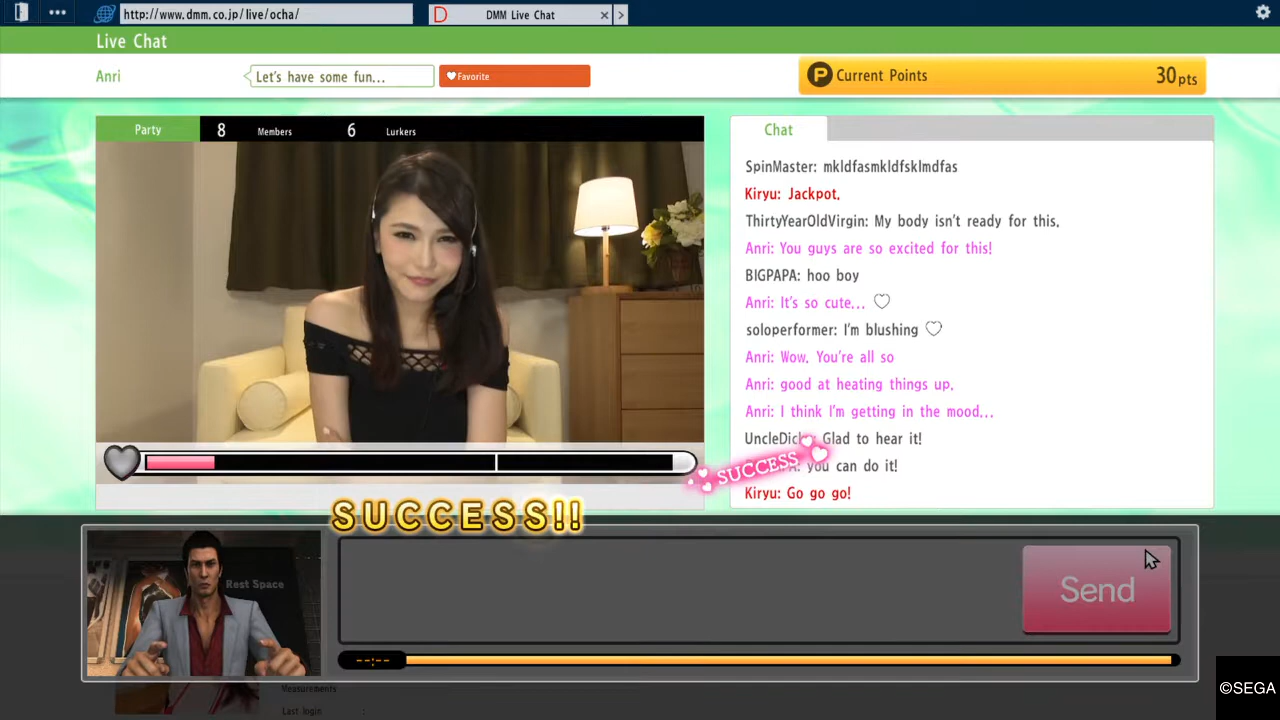 http://www.dmm.co.jp/live/ocha/
D DMM Live Chat
Live Chat
Anri
Let's have some fun...
Favorite
P Current Points
30pts
Party
8 Members
6 Lurkers
Chat
SpinMaster: mkldfasmkldfsklmdfas
Kiryu: Jackpot.
ThirtyYearOldVirgin: My body isn't ready for this.
Anri: You guys are so excited for this!
BIGPAPA: hoo boy
Anri: It's so cute... ♡
soloperformer: I'm blushing ♡
Anri: Wow. You're all so
Anri: good at heating things up.
Anri: I think I'm getting in the mood...
Glad to hear it!
you can do it!
Kiryu: Go go go!
SUCCESS
SUCCESS!!
Rest Space
Send
--:--
Measurements
Last login :
©SEGA